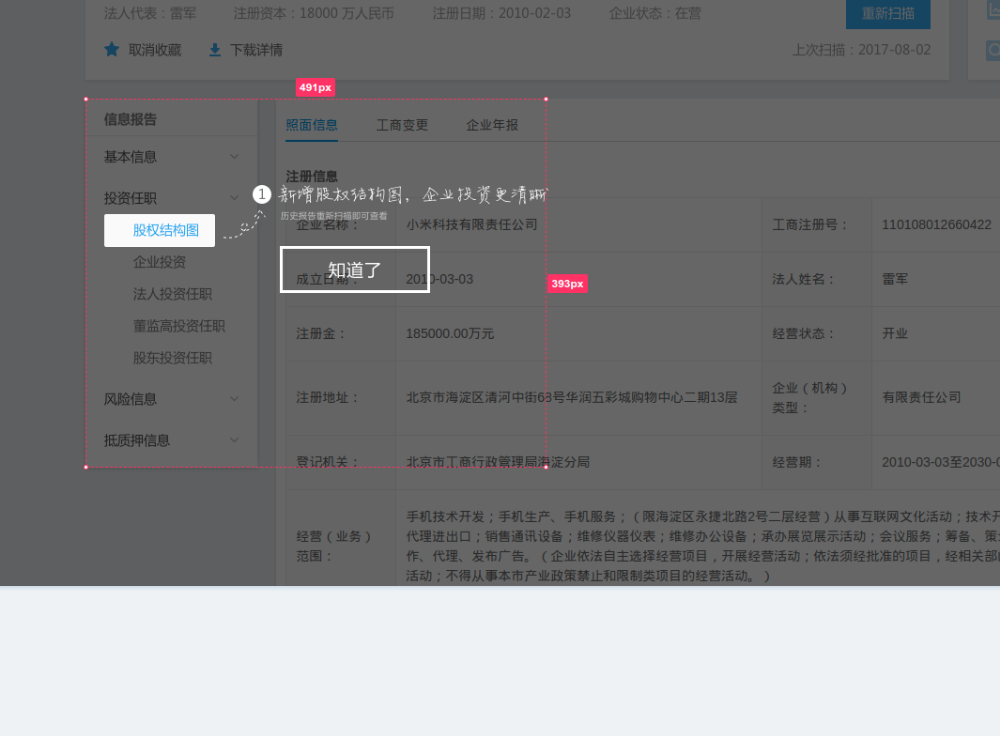 法人代表：雷军 注册资本：18000 万人民币 注册日期：2010-02-03 企业状态：在营 重新扫描
取消收藏 下载详情 上次扫描：2017-08-02
491px
信息报告
基本信息
投资任职
股权结构图
企业投资
法人投资任职
董监高投资任职
股东投资任职
风险信息
抵质押信息
照面信息 工商变更 企业年报
注册信息
1 新增股权结构图，企业投资更清晰
历史报告重新扫描即可查看
知道了
393px
企业名称： 小米科技有限责任公司 工商注册号： 110108012660422
成立日期： 2010-03-03 法人姓名： 雷军
注册金： 185000.00万元 经营状态： 开业
注册地址： 北京市海淀区清河中街68号华润五彩城购物中心二期13层 企业（机构）
类型： 有限责任公司
登记机关： 北京市工商行政管理局海淀分局 经营期： 2010-03-03至2030-0
经营（业务）
范围：
手机技术开发；手机生产、手机服务；（限海淀区永捷北路2号二层经营）从事互联网文化活动；技术开
代理进出口；销售通讯设备；维修仪器仪表；维修办公设备；承办展览展示活动；会议服务；筹备、策
作、代理、发布广告。（企业依法自主选择经营项目，开展经营活动；依法须经批准的项目，经相关部
活动；不得从事本市产业政策禁止和限制类项目的经营活动。）